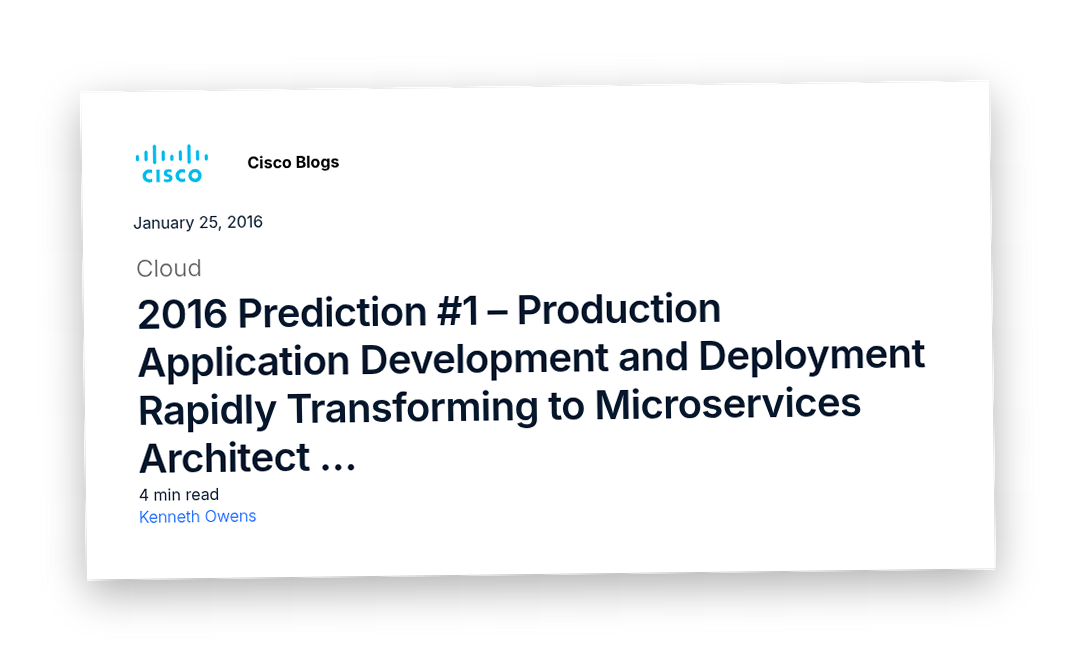 CISCO
Cisco Blogs
January 25, 2016
Cloud
2016 Prediction #1 – Production
Application Development and Deployment
Rapidly Transforming to Microservices
Architect ...
4 min read
Kenneth Owens